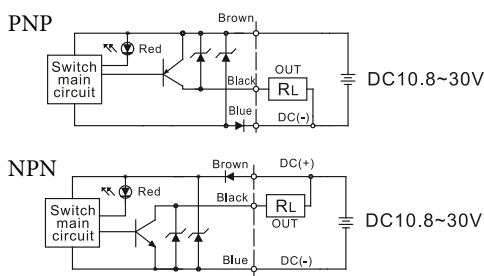 PNP
Brown
Red
Switch
main
circuit
Black
OUT
RL
DC10.8~30V
Blue
DC(-)
NPN
Brown
DC(+)
Red
Black
Switch
main
circuit
RL
OUT
DC10.8~30V
Blue
DC(-)